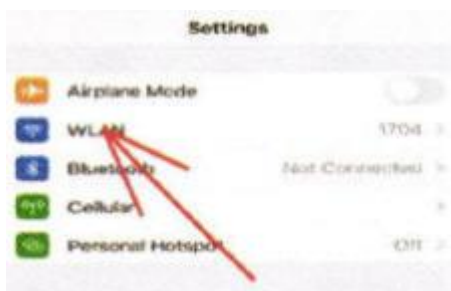 Settings
Airplane Mode
WLAN 1704
Bluetooth Not Connected
Cellular
Personal Hotspot Off